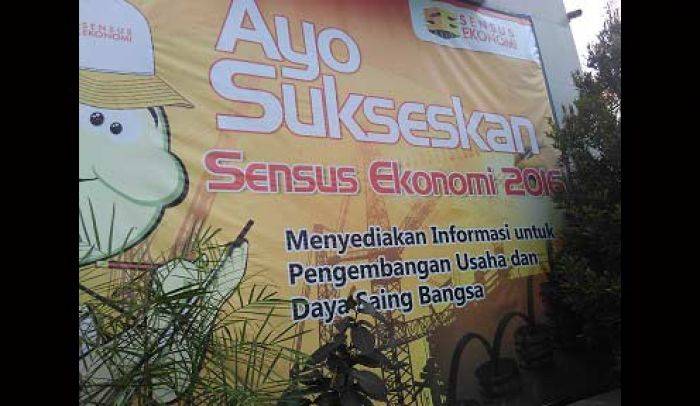 SENSUS
EKONOMI
SENSUS
EKONOMI
Ayo
Sukseskan
Sensus Ekonomi 2016
Menyediakan Informasi untuk
Pengembangan Usaha dan
Daya Saing Bangsa